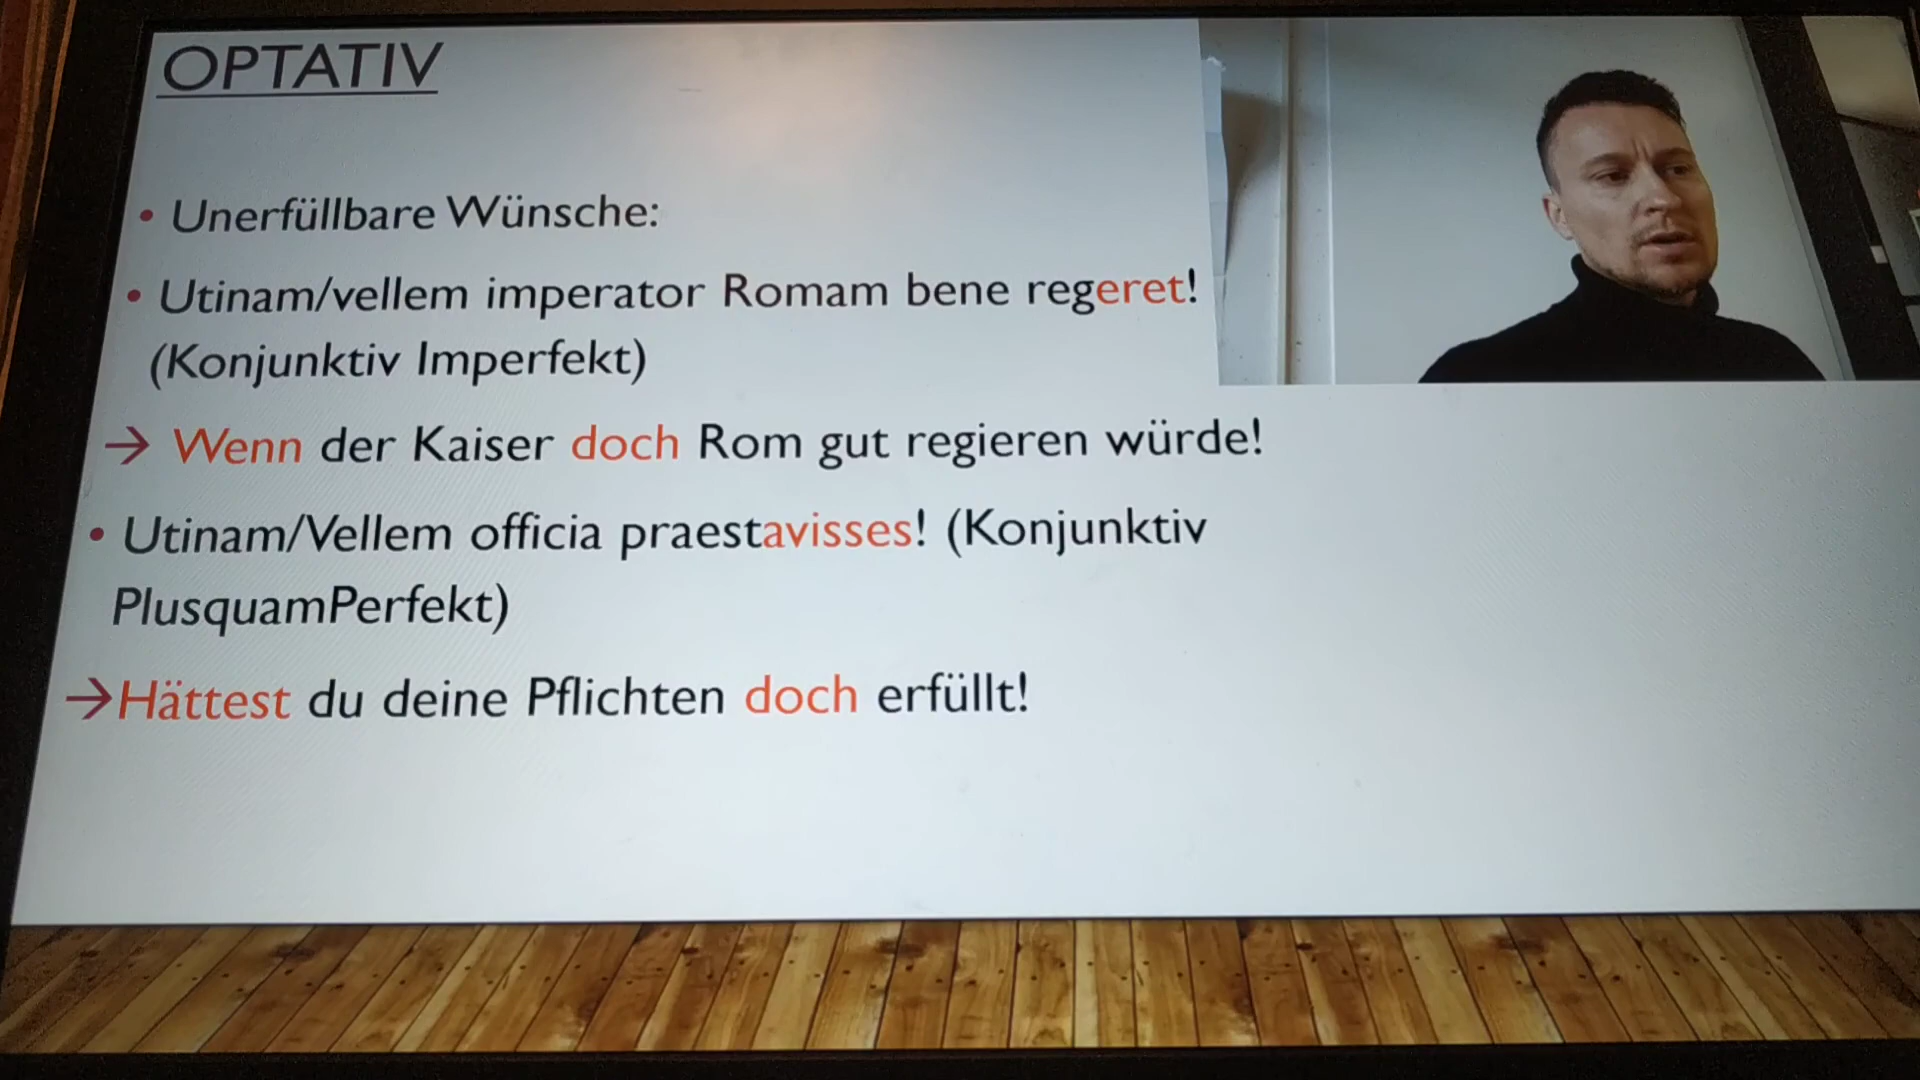 OPTATIV
• Unerfüllbare Wünsche:
• Utinam/vellem imperator Romam bene regeret!
(Konjunktiv Imperfekt)
→ Wenn der Kaiser doch Rom gut regieren würde!
• Utinam/Vellem officia praestavisses! (Konjunktiv
PlusquamPerfekt)
→Hättest du deine Pflichten doch erfüllt!